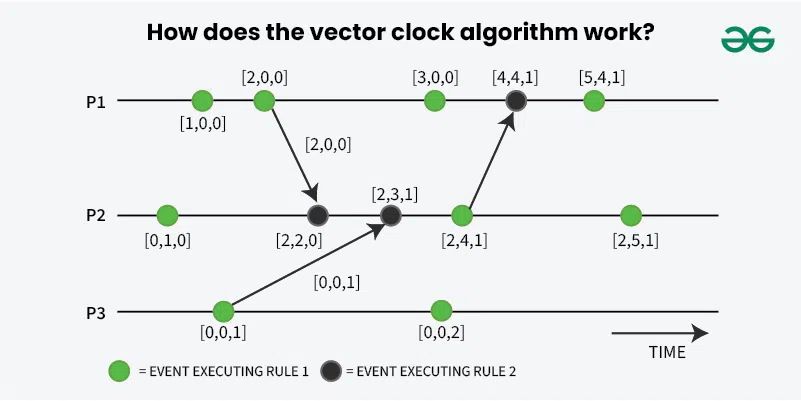 How does the vector clock algorithm work?
[2,0,0] [3,0,0] [4,4,1] [5,4,1]
P1
[1,0,0]
[2,0,0]
[2,3,1]
P2
[0,1,0] [2,2,0] [2,4,1] [2,5,1]
[0,0,1]
P3
[0,0,1] [0,0,2]
TIME
= EVENT EXECUTING RULE 1 = EVENT EXECUTING RULE 2